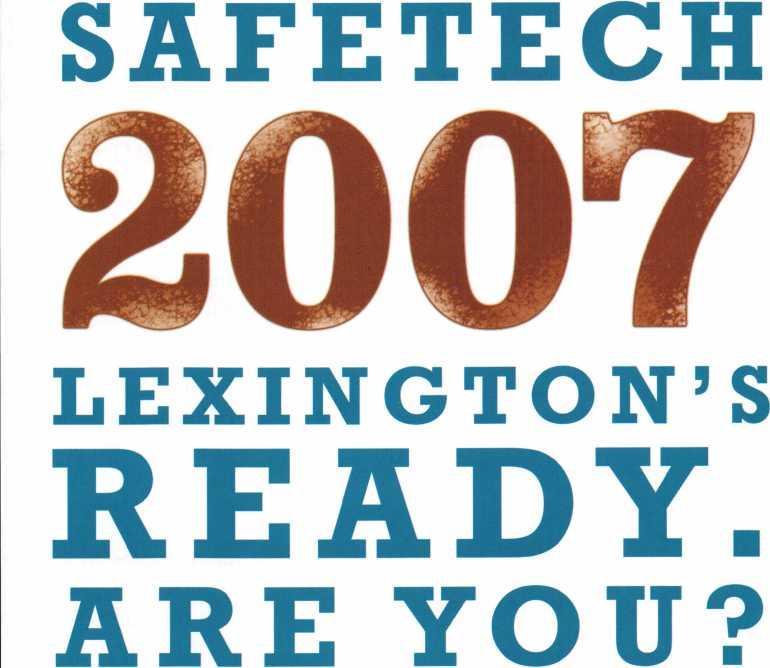 SAFETECH
2007
LEXINGTON'S
READY.
ARE YOU?